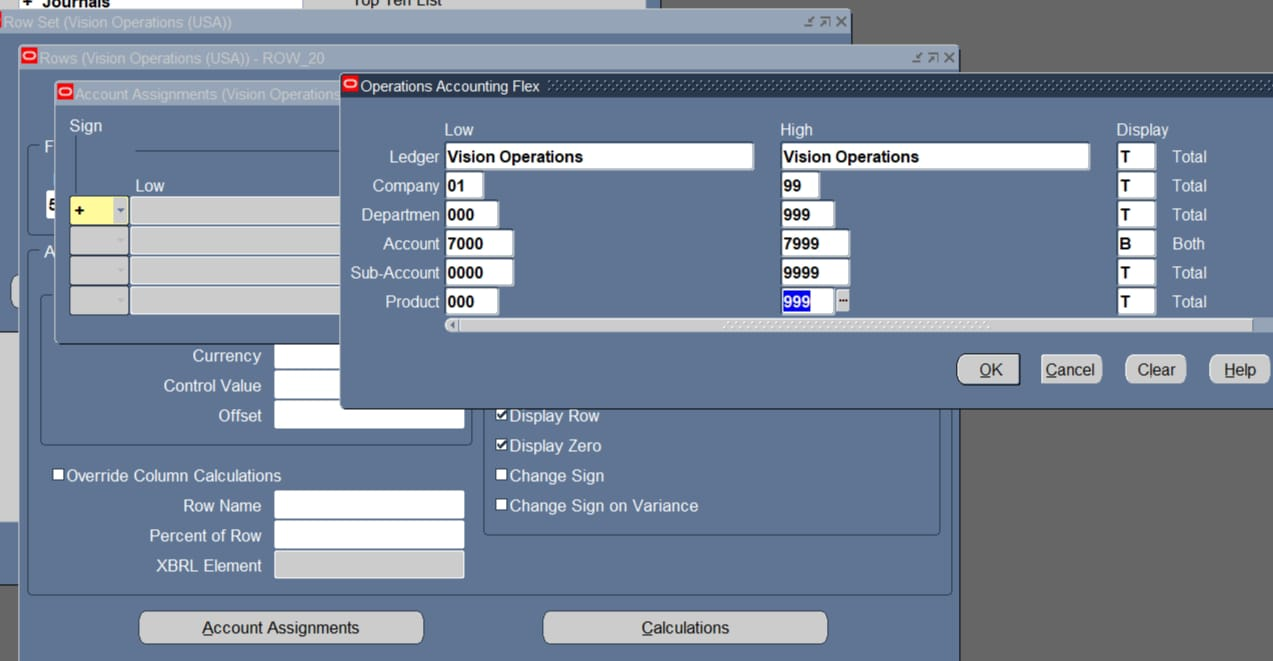 + Journals
Top Ten List
Row Set (Vision Operations (USA))
Rows (Vision Operations (USA)) - ROW_20
Account Assignments (Vision Operations
Operations Accounting Flex
Sign
Low
+
F
5
A
Low High Display
Ledger Vision Operations Vision Operations T Total
Company 01 99 T Total
Departmen 000 999 T Total
Account 7000 7999 B Both
Sub-Account 0000 9999 T Total
Product 000 999 ... T Total
OK Cancel Clear Help
Currency
Control Value
Offset
Display Row
Display Zero
Override Column Calculations
Change Sign
Row Name
Change Sign on Variance
Percent of Row
XBRL Element
Account Assignments Calculations